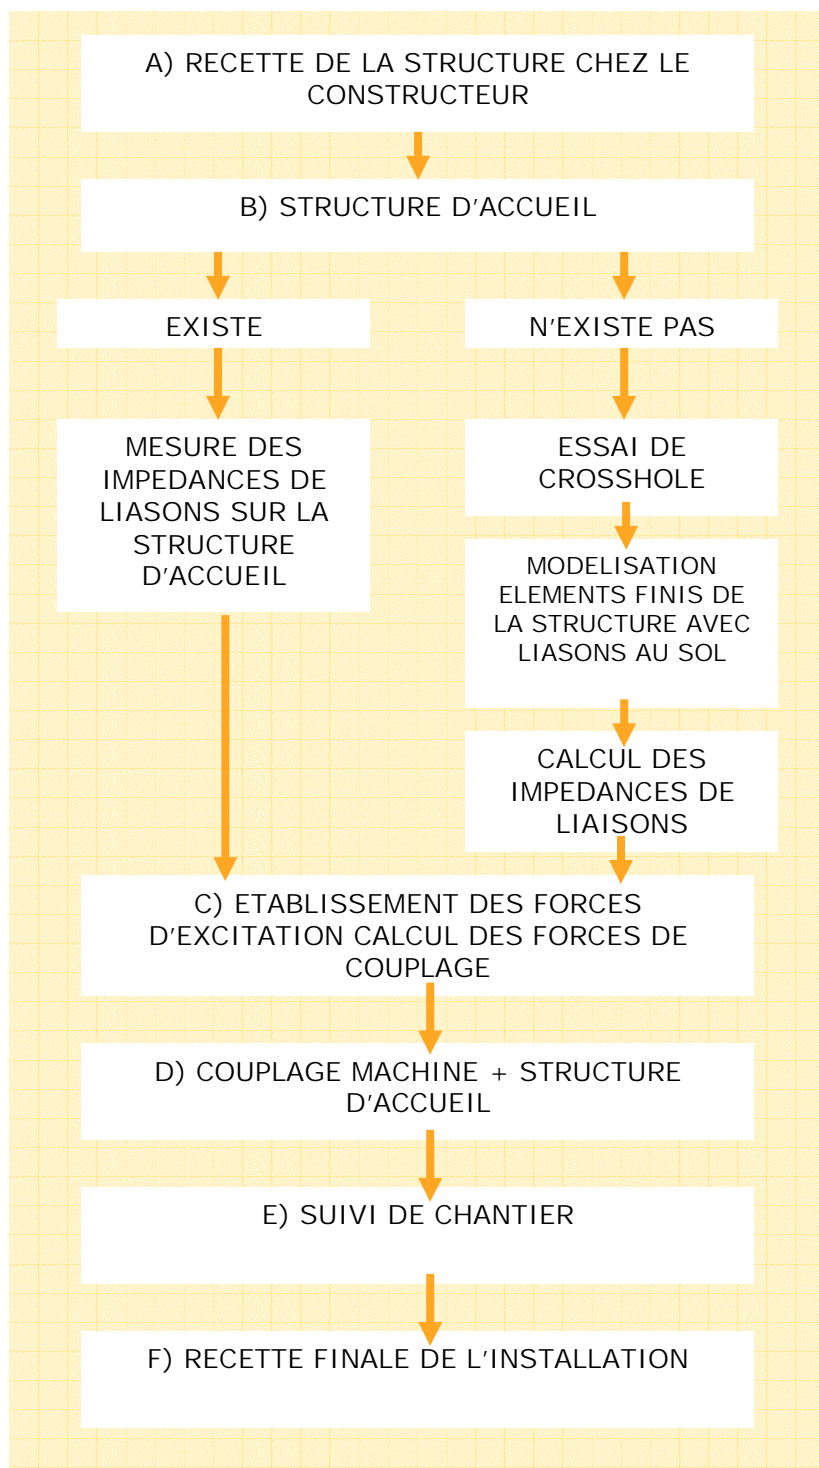 A) RECETTE DE LA STRUCTURE CHEZ LE
CONSTRUCTEUR
B) STRUCTURE D'ACCUEIL
EXISTE
N'EXISTE PAS
MESURE DES
IMPEDANCES DE
LIASONS SUR LA
STRUCTURE
D'ACCUEIL
ESSAI DE
CROSSHOLE
MODELISATION
ELEMENTS FINIS DE
LA STRUCTURE AVEC
LIASONS AU SOL
CALCUL DES
IMPEDANCES DE
LIAISONS
C) ETABLISSEMENT DES FORCES
D'EXCITATION CALCUL DES FORCES DE
COUPLAGE
D) COUPLAGE MACHINE + STRUCTURE
D'ACCUEIL
E) SUIVI DE CHANTIER
F) RECETTE FINALE DE L'INSTALLATION